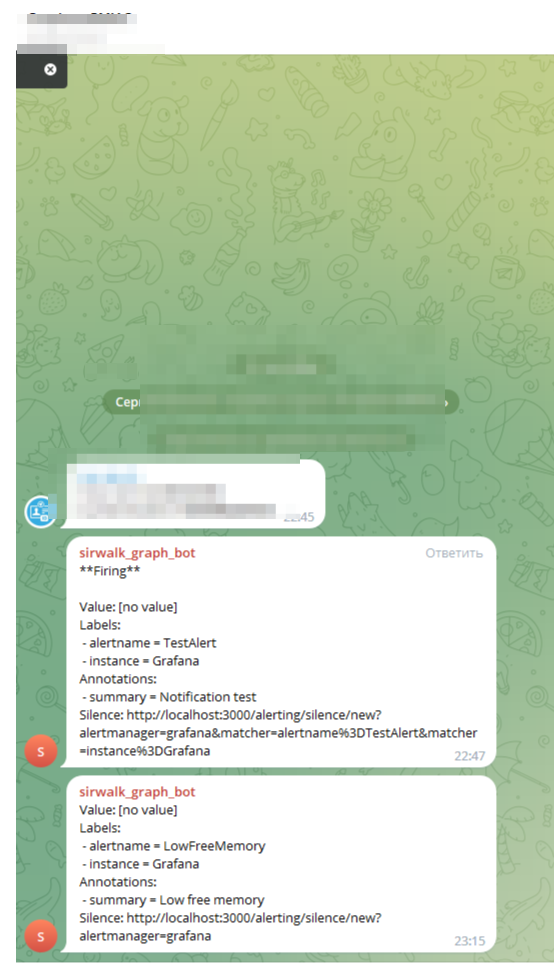 Сер
22:45
sirwalk_graph_bot
Ответить
**Firing**
Value: [no value]
Labels:
- alertname = TestAlert
- instance = Grafana
Annotations:
- summary = Notification test
Silence: http://localhost:3000/alerting/silence/new?
alertmanager=grafana&matcher=alertname%3DTestAlert&matcher
=instance%3DGrafana
22:47
S
sirwalk_graph_bot
Value: [no value]
Labels:
- alertname = LowFreeMemory
- instance = Grafana
Annotations:
- summary = Low free memory
Silence: http://localhost:3000/alerting/silence/new?
alertmanager=grafana
23:15
S